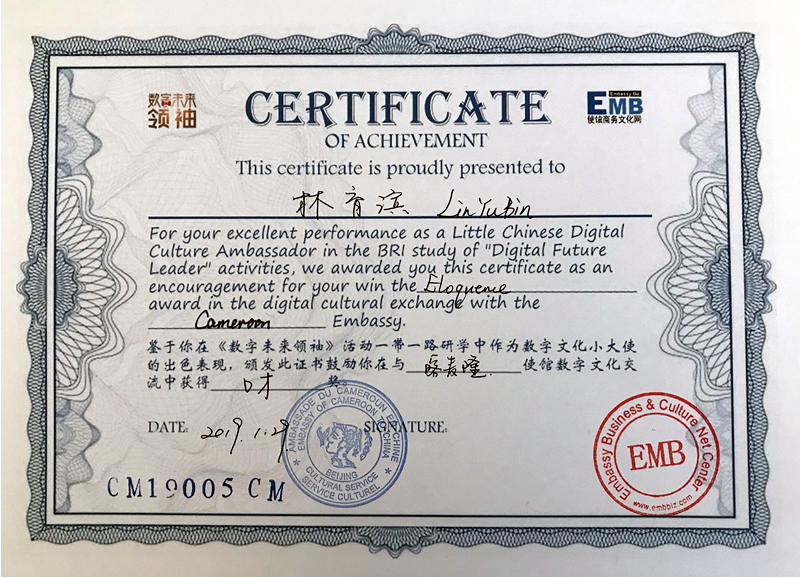 数字未来
领袖
CERTIFICATE
Embassy Du
EMB
使馆商务文化网
OF ACHIEVEMENT
This certificate is proudly presented to
林育滨 Lin Yubin
For your excellent performance as a Little Chinese Digital
Culture Ambassador in the BRI study of "Digital Future
Leader" activities, we awarded you this certificate as an
encouragement for your win the Eloquence
award in the digital cultural exchange with the
Cameroon Embassy.
鉴于你在《数字未来领袖》活动一带一路研学中作为数字文化小大使
的出色表现，颁发此证书鼓励你在与 喀麦隆 使馆数字文化交
流中获得 口才 奖。
DATE: 2019.1.29 SIGNATURE:
AMBASSADE DU CAMEROUN EN CHINE
EMBASSY OF CAMEROON IN CHINA
BEIJING
CULTURAL SERVICE
SERVICE CULTUREL
Embassy Business & Culture Net Center
EMB
www.embbiz.com
CM19005 CM